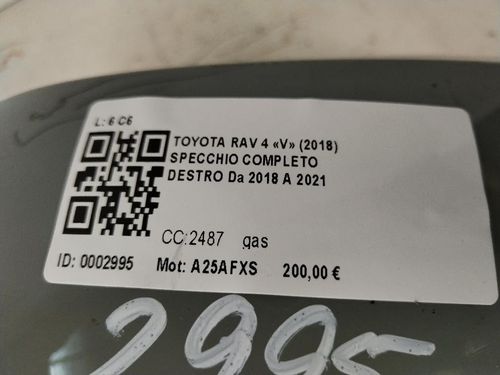 L: 6 C6
TOYOTA RAV 4 «V» (2018)
SPECCHIO COMPLETO
DESTRO Da 2018 A 2021
CC:2487 gas
ID: 0002995 Mot: A25AFXS 200,00 €
2995